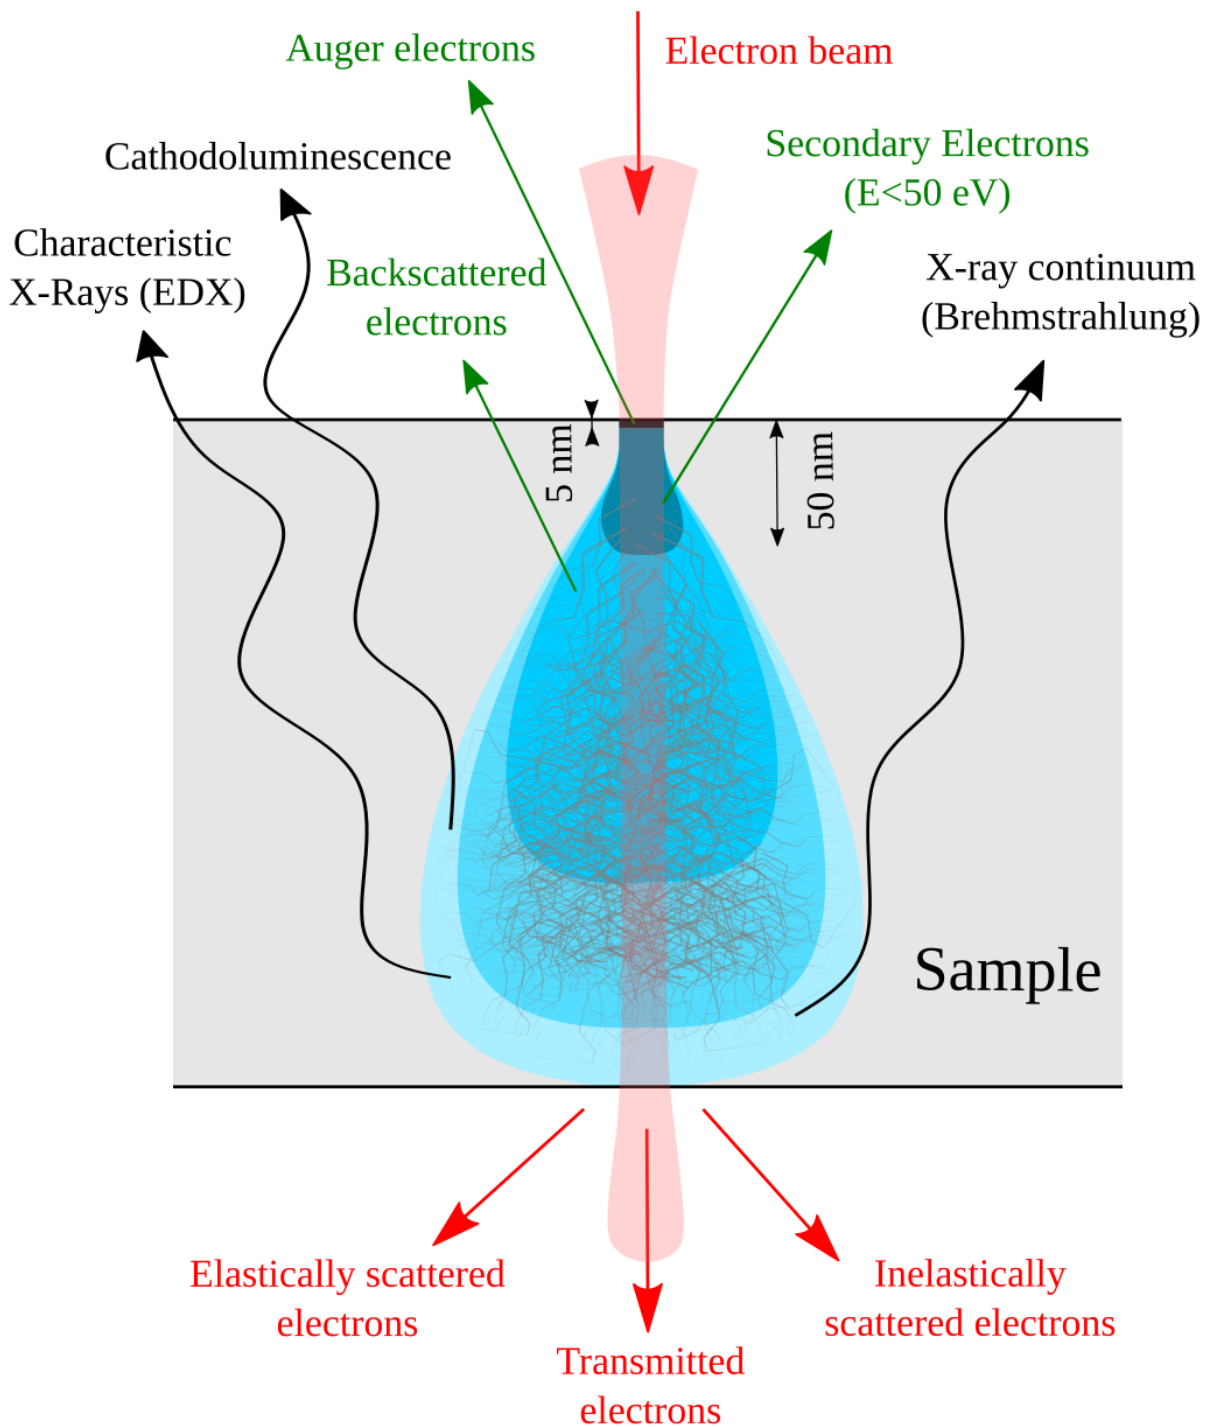 Auger electrons
Electron beam
Cathodoluminescence
Secondary Electrons
(E<50 eV)
Characteristic
X-Rays (EDX)
Backscattered
electrons
X-ray continuum
(Brehmstrahlung)
5 nm
50 nm
Sample
Elastically scattered
electrons
Inelastically
scattered electrons
Transmitted
electrons